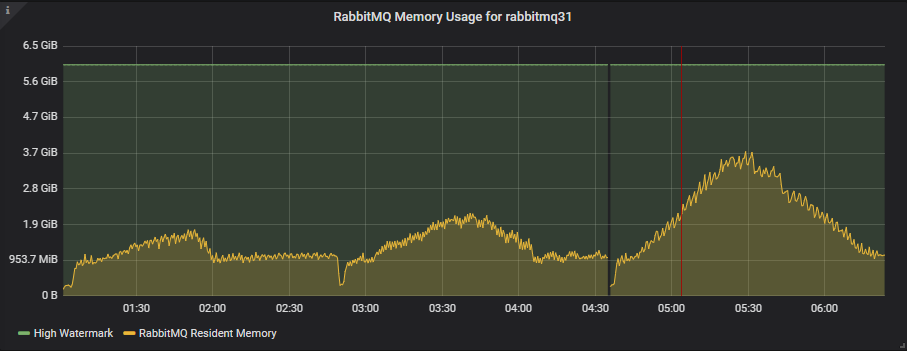 i
RabbitMQ Memory Usage for rabbitmq31
6.5 GiB
5.6 GiB
4.7 GiB
3.7 GiB
2.8 GiB
1.9 GiB
953.7 MiB
0 B
01:30 02:00 02:30 03:00 03:30 04:00 04:30 05:00 05:30 06:00
High Watermark RabbitMQ Resident Memory